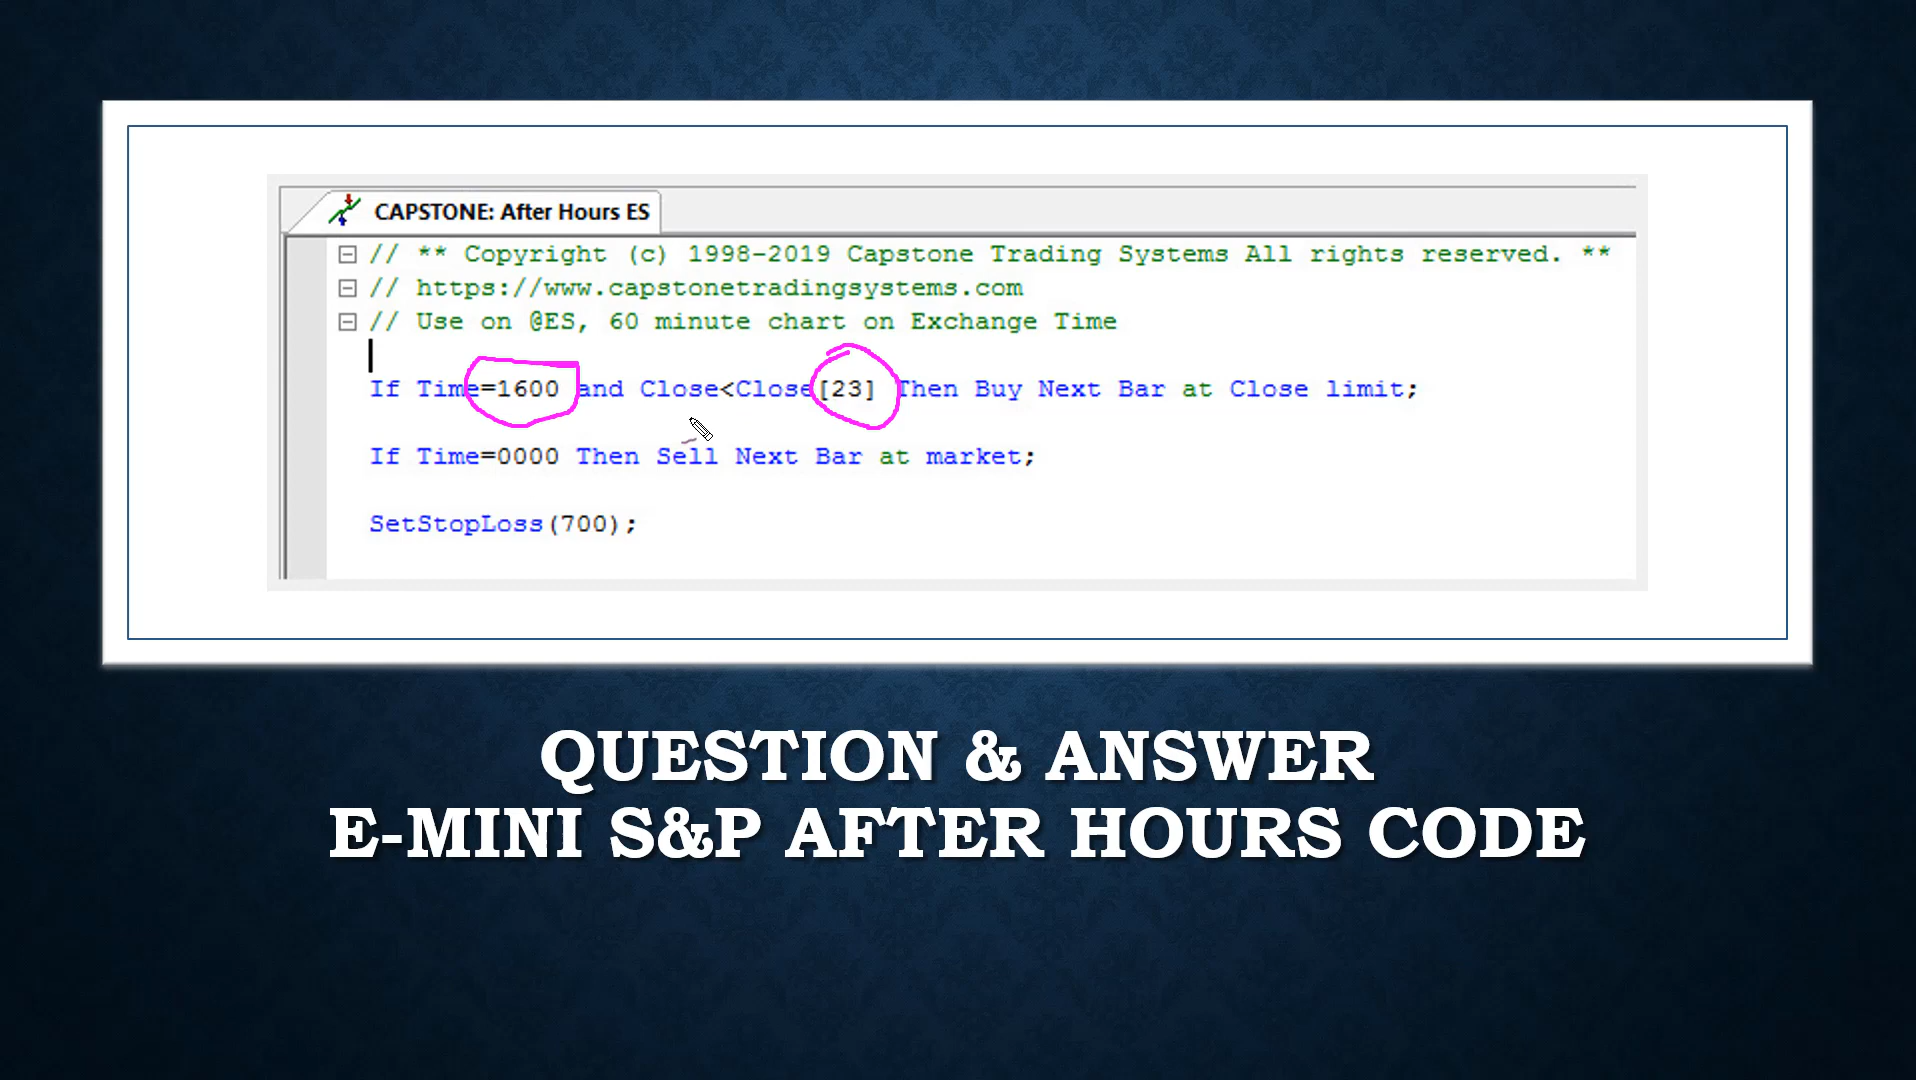 CAPSTONE: After Hours ES
// ** Copyright (c) 1998-2019 Capstone Trading Systems All rights reserved. **
// https://www.capstonetradingsystems.com
// Use on @ES, 60 minute chart on Exchange Time
If Time=1600 and Close<Close[23] Then Buy Next Bar at Close limit;
If Time=0000 Then Sell Next Bar at market;
SetStopLoss(700);
QUESTION & ANSWER
E-MINI S&P AFTER HOURS CODE